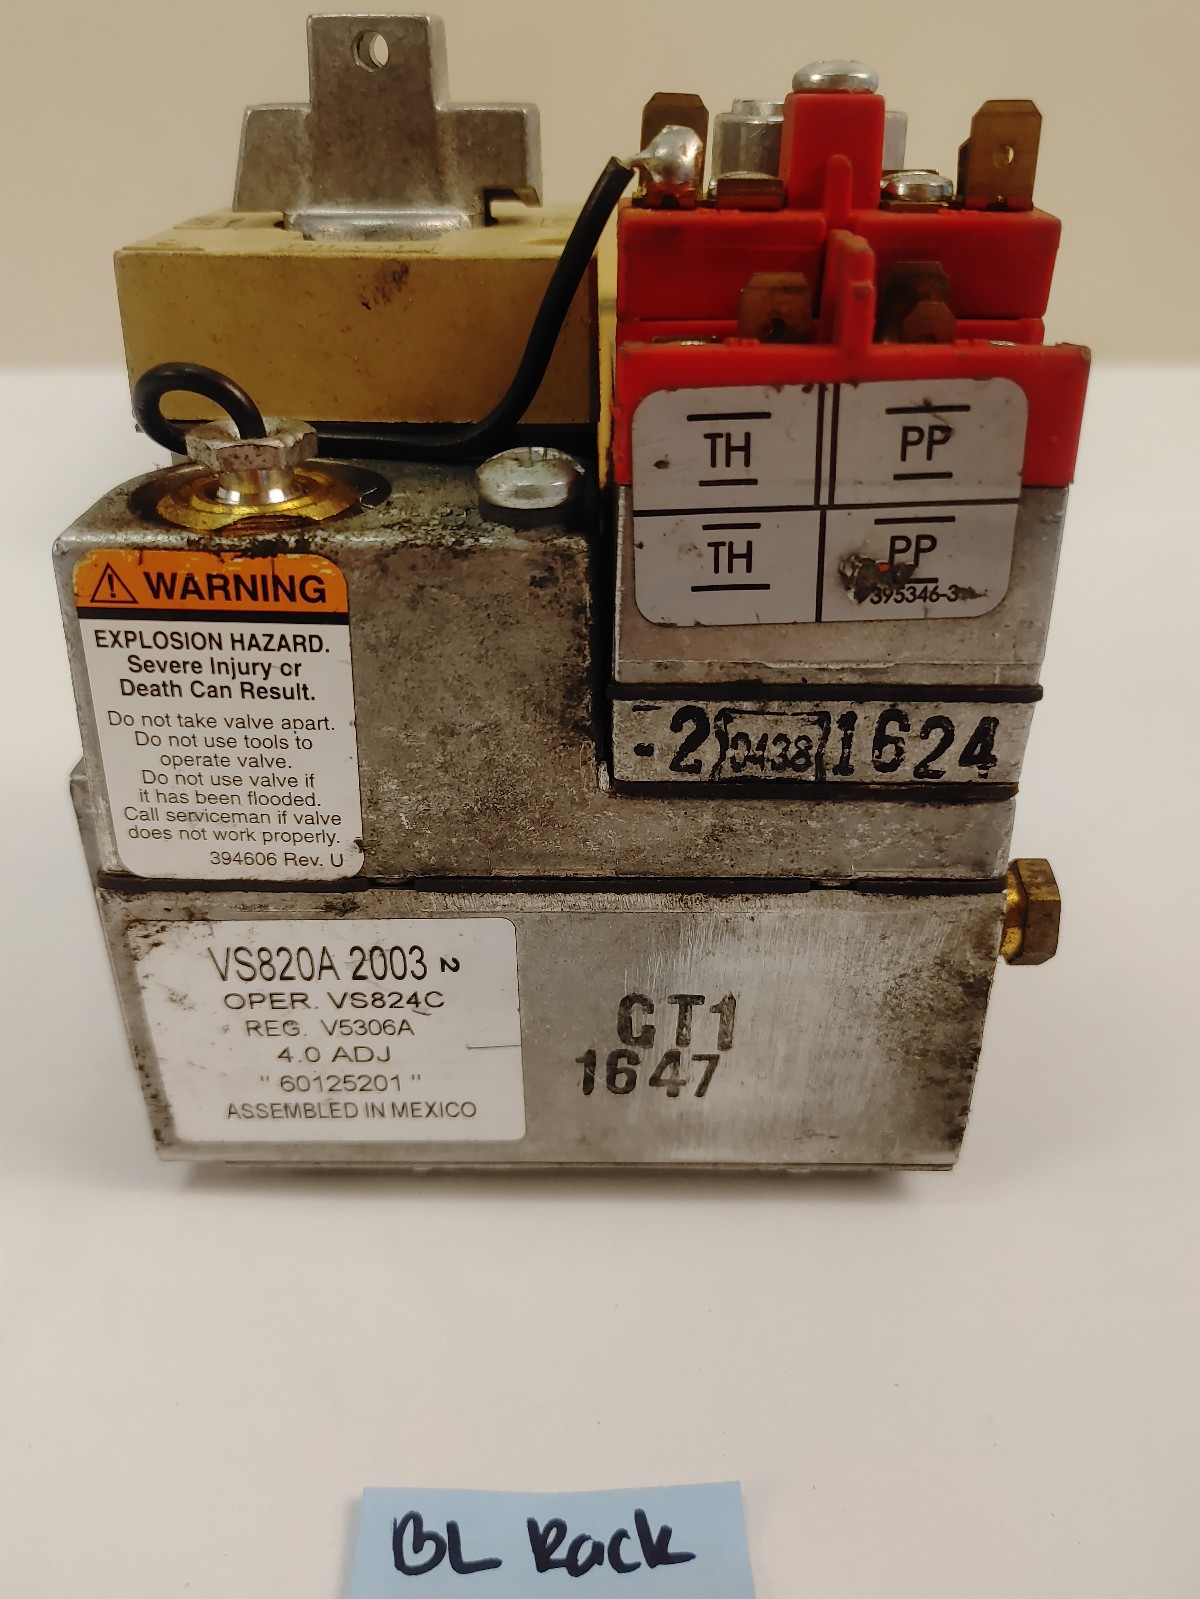 TH
PP
TH
PP
395346-3
WARNING
EXPLOSION HAZARD.
Severe Injury or
Death Can Result.
Do not take valve apart.
Do not use tools to
operate valve.
Do not use valve if
it has been flooded.
Call serviceman if valve
does not work properly.
394606 Rev. U
-2 0438 1624
VS820A 2003 2
OPER. VS824C
REG. V5306A
4.0 ADJ
" 60125201 "
ASSEMBLED IN MEXICO
CT1
1647
BL Rack